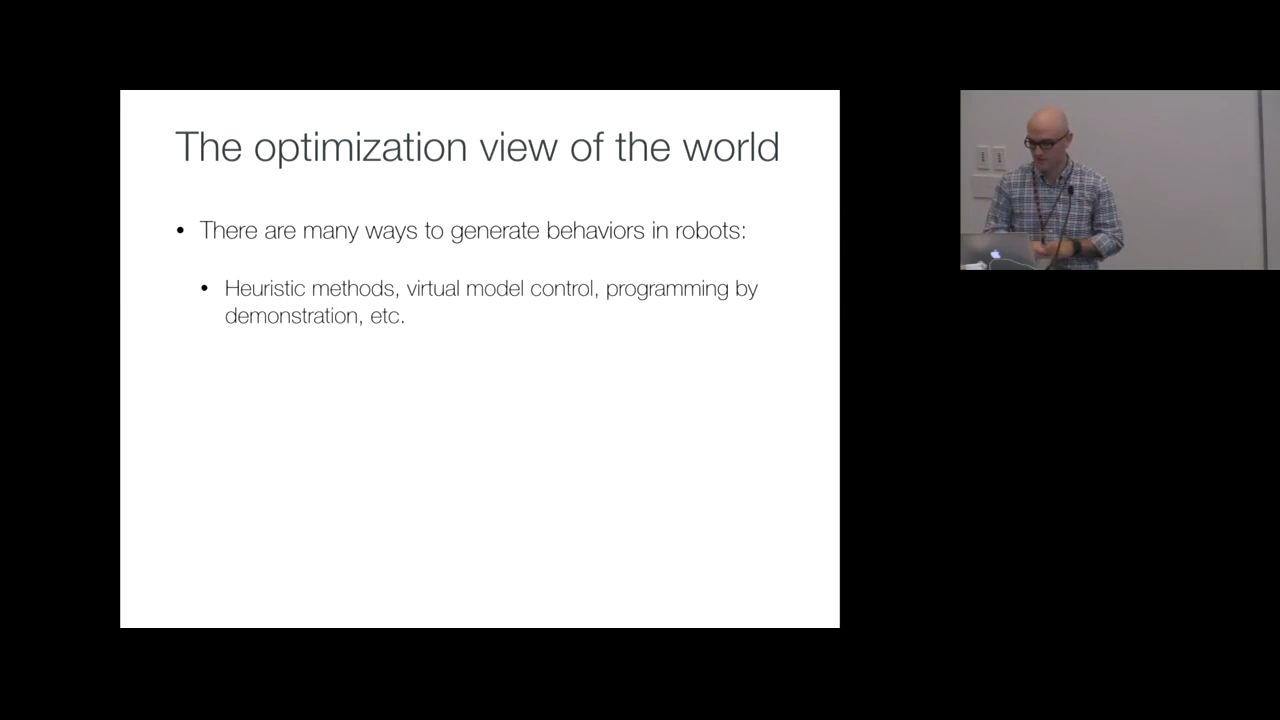 The optimization view of the world
• There are many ways to generate behaviors in robots:
• Heuristic methods, virtual model control, programming by
demonstration, etc.